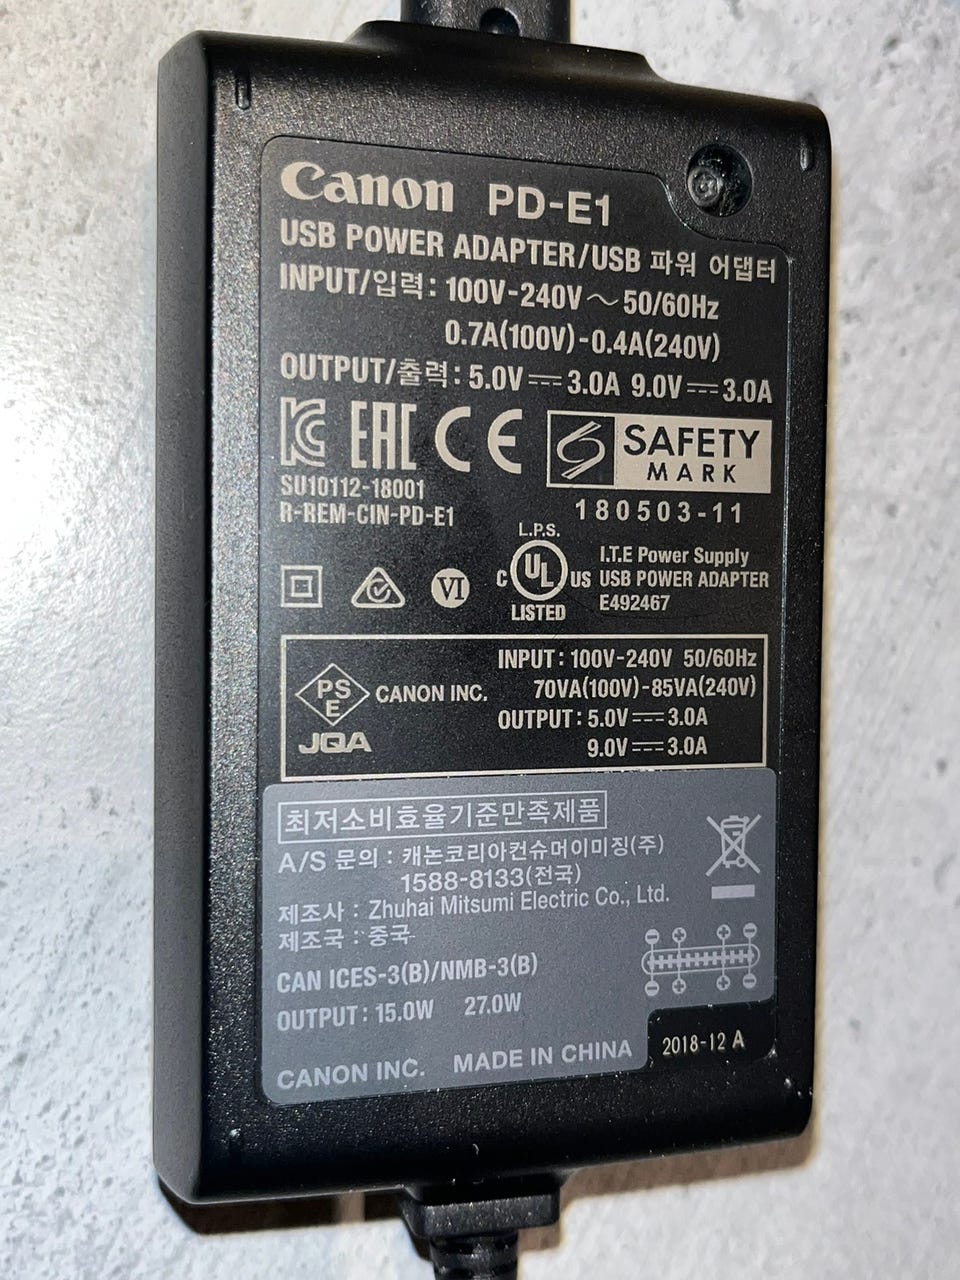 Canon PD-E1
USB POWER ADAPTER/USB 파워 어댑터
INPUT/입력: 100V-240V～50/60Hz
0.7A(100V)-0.4A(240V)
OUTPUT/출력: 5.0V⎓3.0A 9.0V⎓3.0A
KC EAC CE SAFETY
MARK
SU10112-18001
R-REM-CIN-PD-E1
180503-11
VI
L.P.S.
C UL US
LISTED
I.T.E Power Supply
USB POWER ADAPTER
E492467
PS
E
CANON INC.
JQA
INPUT: 100V-240V 50/60Hz
70VA(100V)-85VA(240V)
OUTPUT: 5.0V⎓3.0A
9.0V⎓3.0A
최저소비효율기준만족제품
A/S 문의 : 캐논코리아컨슈머이미징(주)
1588-8133(전국)
제조사 : Zhuhai Mitsumi Electric Co., Ltd.
제조국 : 중국
CAN ICES-3(B)/NMB-3(B)
OUTPUT: 15.0W 27.0W
CANON INC. MADE IN CHINA
2018-12 A